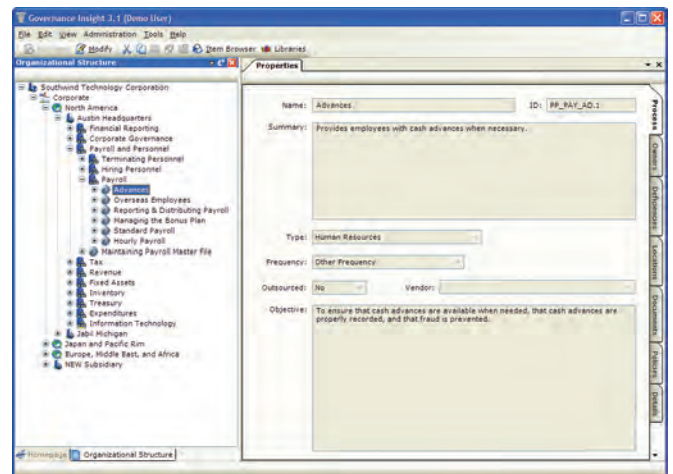 Governance Insight 3.1 (Demo User)
File Edit View Administration Tools Help
Modify Item Browser Libraries
Organizational Structure
Southwind Technology Corporation
Corporate
North America
Austin Headquarters
Financial Reporting
Corporate Governance
Payroll and Personnel
Terminating Personnel
Hiring Personnel
Payroll
Advances
Overseas Employees
Reporting & Distributing Payroll
Managing the Bonus Plan
Standard Payroll
Hourly Payroll
Maintaining Payroll Master File
Tax
Revenue
Fixed Assets
Inventory
Treasury
Expenditures
Information Technology
Jabil Michigan
Japan and Pacific Rim
Europe, Middle East, and Africa
NEW Subsidiary
Homepage Organizational Structure
Properties
Name: Advances ID: PP_PAY_AD.1
Summary: Provides employees with cash advances when necessary.
Type: Human Resources
Frequency: Other Frequency
Outsourced: No Vendor:
Objective: To ensure that cash advances are available when needed, that cash advances are
properly recorded, and that fraud is prevented.
Process
Owners
Deficiencies
Locations
Documents
Policies
Details